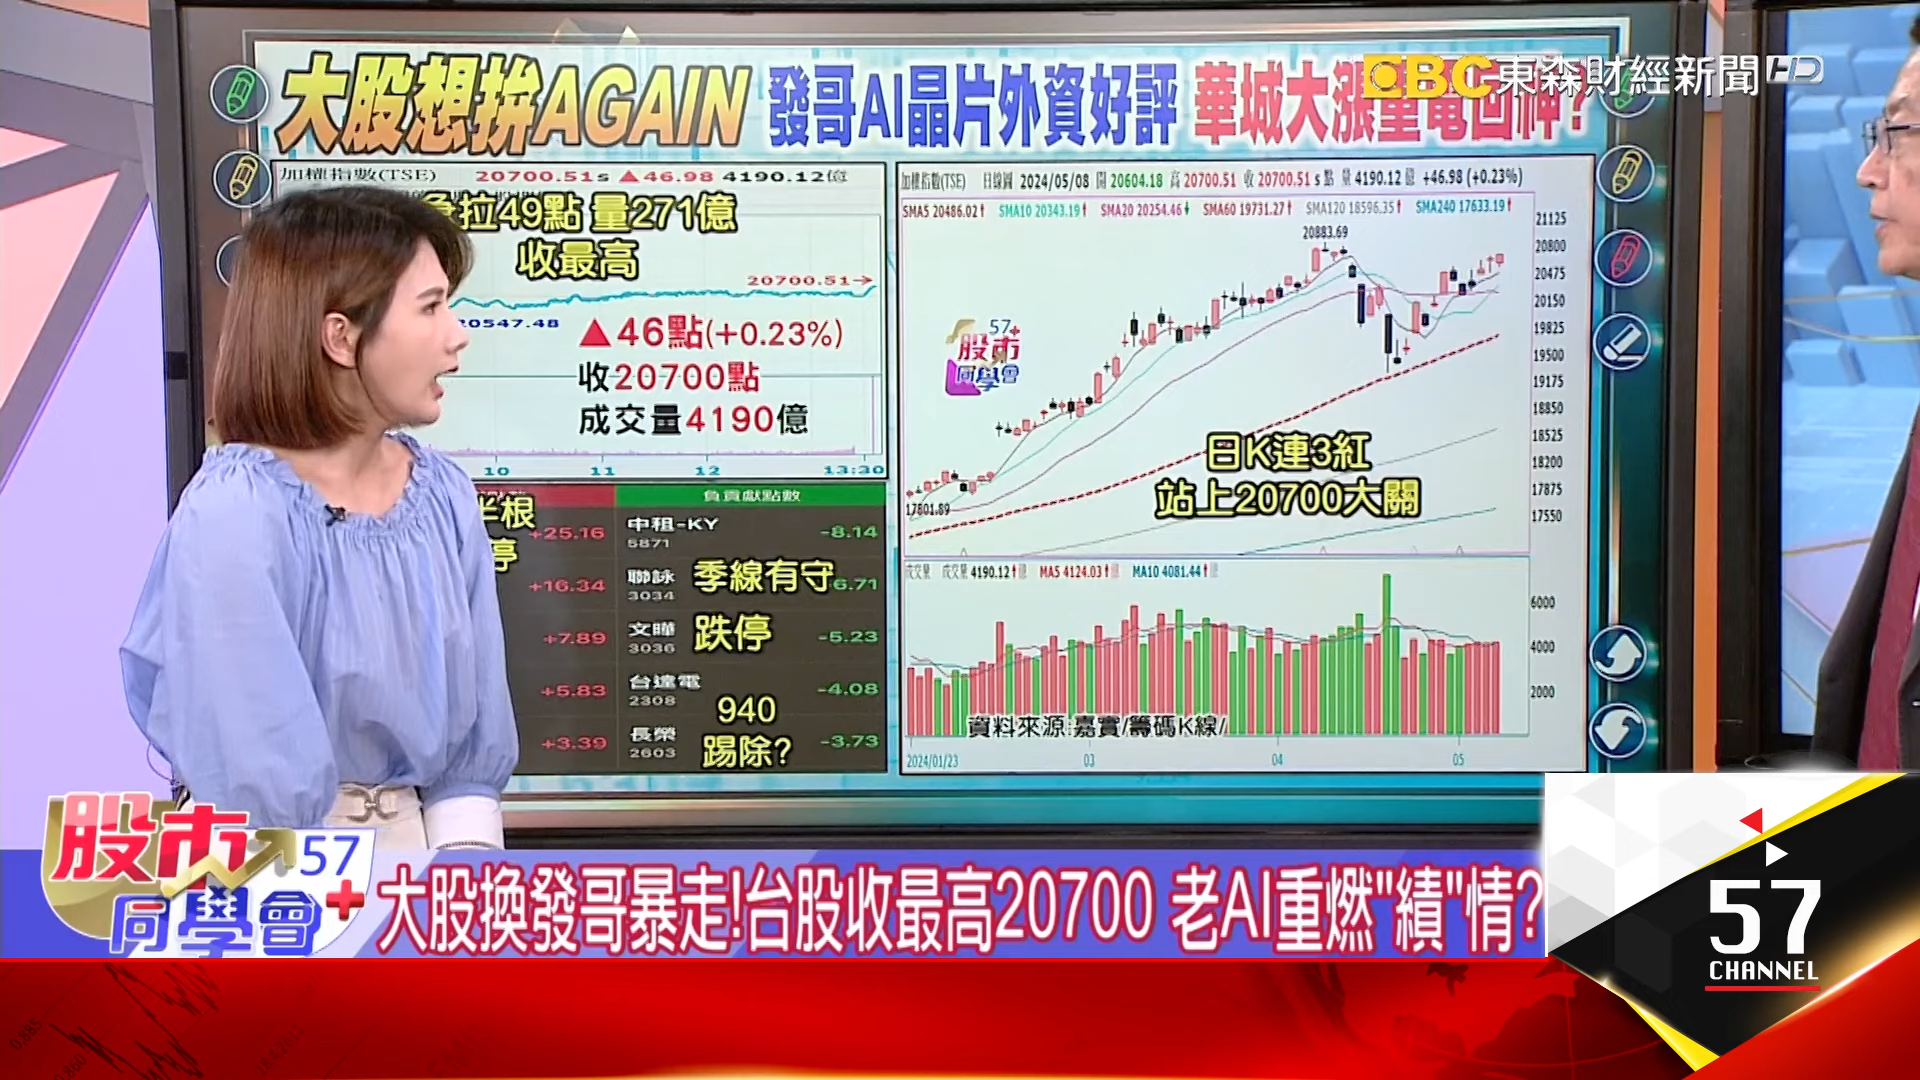 大股想拚AGAIN 發哥AI晶片外資好評 華城大漲重電回神?
EBC 東森財經新聞 HD
加權指數(TSE) 20700.51s ▲46.98 4190.12億
急拉49點 量271億
收最高
20700.51→
20547.48
▲46點(+0.23%)
收20700點
成交量4190億
10 11 12 13:30
加權指數(TSE) 日線圖 2024/05/08 開 20604.18 高 20700.51 收 20700.51 s 點 量 4190.12 億 +46.98 (+0.23%)
SMA5 20486.02↑ SMA10 20343.19↑ SMA20 20254.46↓ SMA60 19731.27↑ SMA120 18596.35↑ SMA240 17633.19↑
21125
20883.69
20800
20475
20150
19825
19500
19175
18850
18525
18200
17875
17550
17801.89
57+
股市
同學會
日K連3紅
站上20700大關
成交量 成交量 4190.12↑億 MA5 4124.03↑億 MA10 4081.44↑億
6000
4000
2000
資料來源:嘉實/籌碼K線/
2024/01/23 03 04 05
負貢獻點數
半根
停
+25.16 中租-KY 5871 -8.14
+16.34 聯詠 3034 季線有守 -6.71
+7.89 文曄 3036 跌停 -5.23
+5.83 台達電 2308 -4.08
+3.39 長榮 2603 -3.73
940
踢除?
股市 57+
同學會
大股換發哥暴走!台股收最高20700 老AI重燃"績"情?
57
CHANNEL